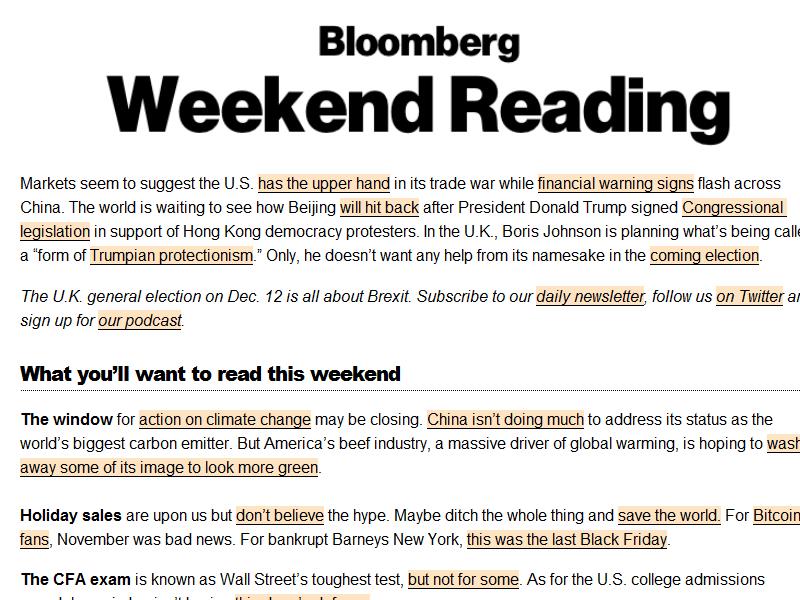 Bloomberg
Weekend Reading
Markets seem to suggest the U.S. has the upper hand in its trade war while financial warning signs flash across
China. The world is waiting to see how Beijing will hit back after President Donald Trump signed Congressional
legislation in support of Hong Kong democracy protesters. In the U.K., Boris Johnson is planning what’s being
a “form of Trumpian protectionism.” Only, he doesn’t want any help from its namesake in the coming election.
The U.K. general election on Dec. 12 is all about Brexit. Subscribe to our daily newsletter, follow us on Twitter
sign up for our podcast.
What you’ll want to read this weekend
The window for action on climate change may be closing. China isn’t doing much to address its status as the
world’s biggest carbon emitter. But America’s beef industry, a massive driver of global warming, is hoping to wash
away some of its image to look more green.
Holiday sales are upon us but don’t believe the hype. Maybe ditch the whole thing and save the world. For Bitcoin
fans, November was bad news. For bankrupt Barneys New York, this was the last Black Friday.
The CFA exam is known as Wall Street’s toughest test, but not for some. As for the U.S. college admissions